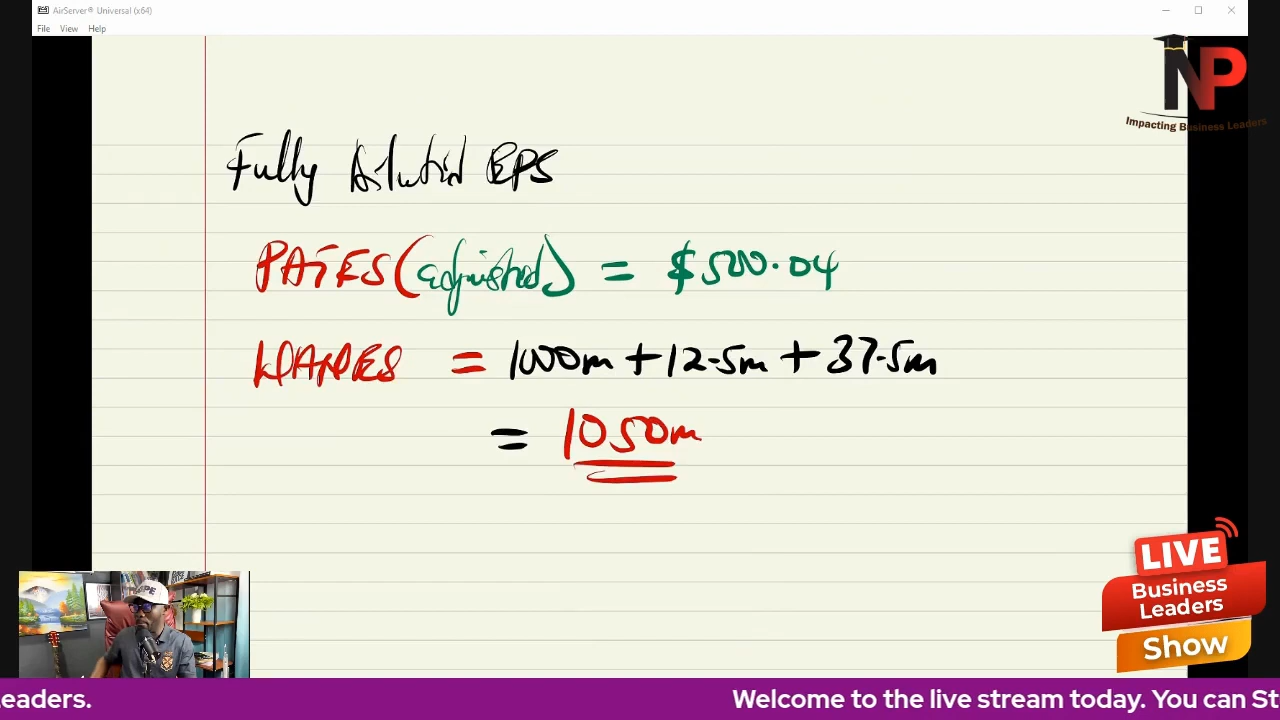 AirServer® Universal (x64)
File View Help
NP
Impacting Business Leaders
Fully diluted EPS
PATES (adjusted) = $500.04
= 1000m + 12.5m + 37.5m
= 1050m
LIVE
Business
Leaders
Show
eaders. Welcome to the live stream today. You can St